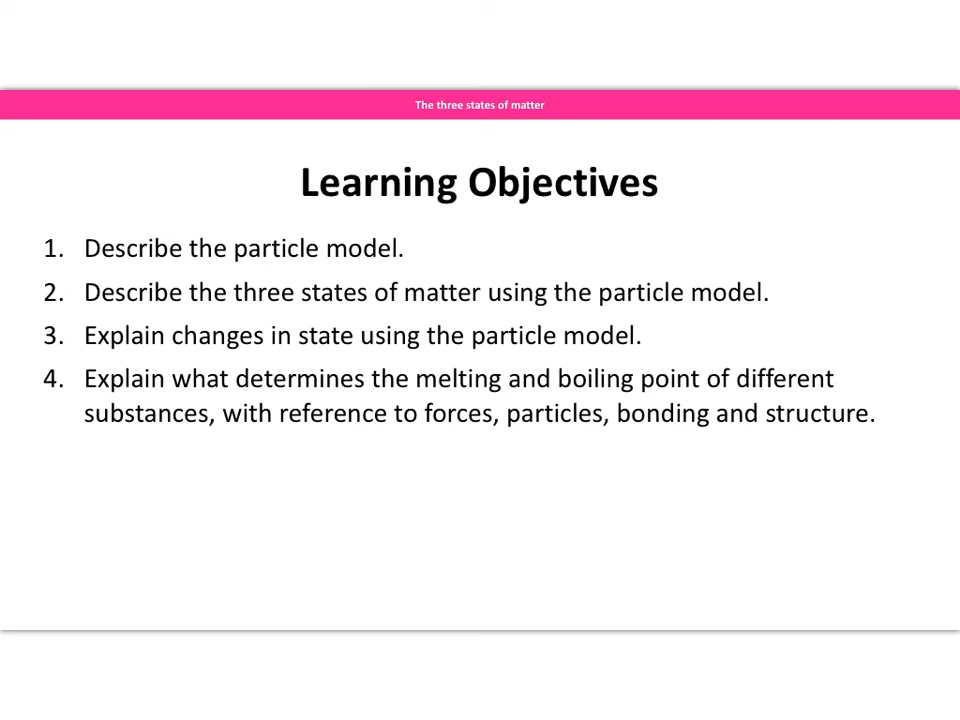 The three states of matter
Learning Objectives
1. Describe the particle model.
2. Describe the three states of matter using the particle model.
3. Explain changes in state using the particle model.
4. Explain what determines the melting and boiling point of different
substances, with reference to forces, particles, bonding and structure.